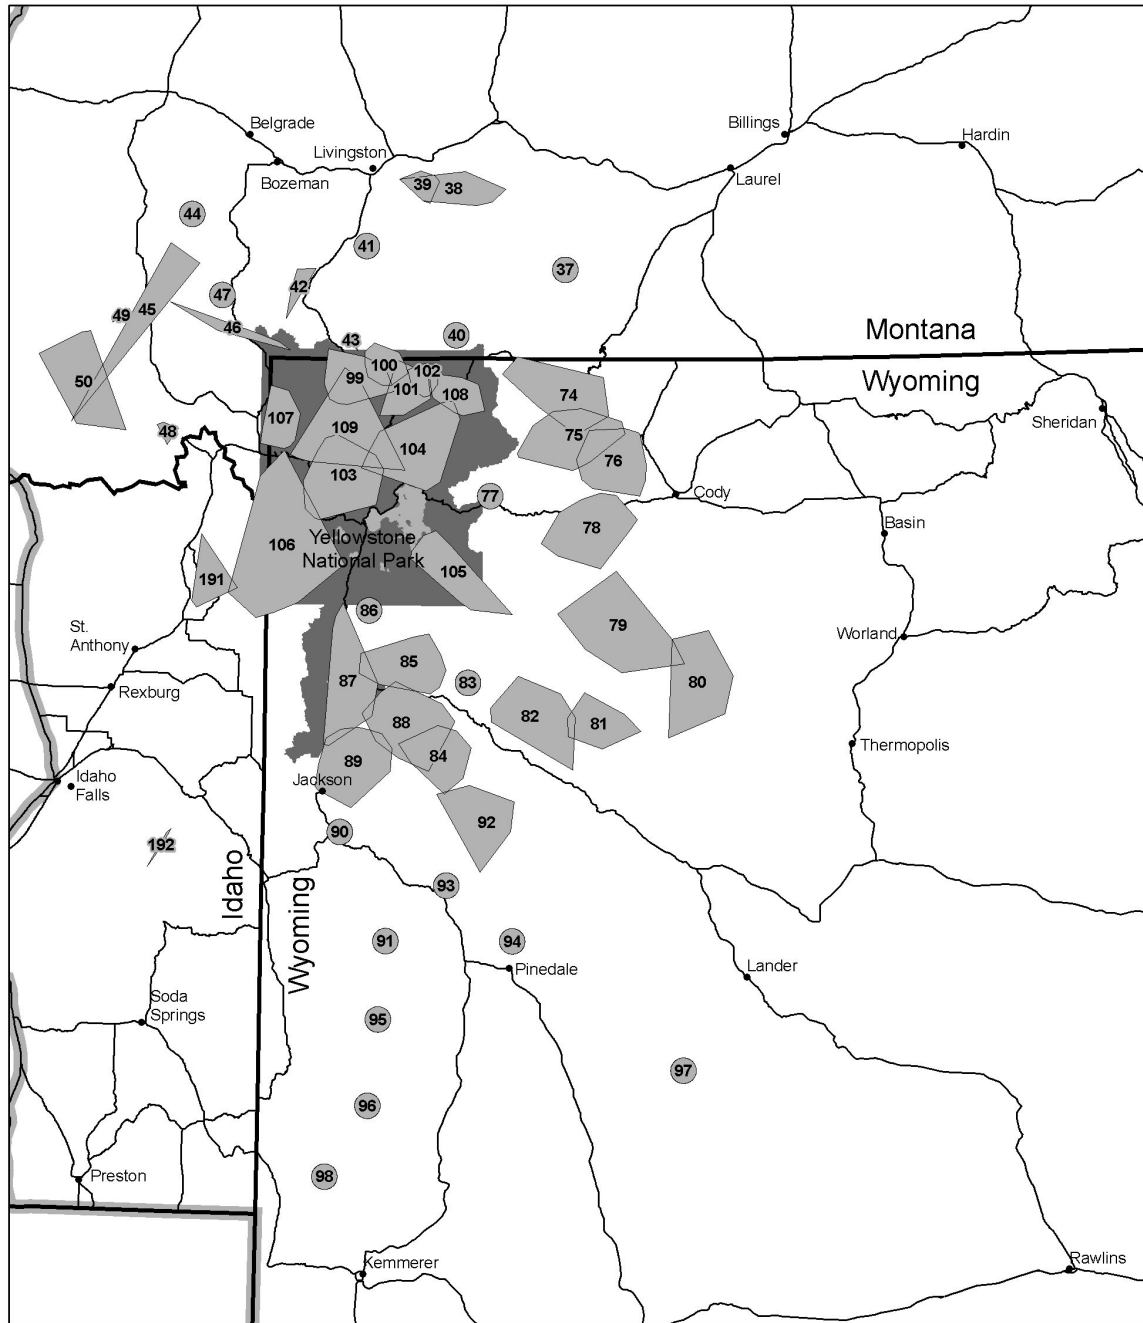 Belgrade
Billings
Hardin
Livingston
Bozeman
Laurel
39
38
44
41
37
42
47
49
45
46
40
43
Montana
Wyoming
50
100
102
99
101
108
74
107
48
109
104
75
Sheridan
76
103
77
Cody
78
Basin
106
Yellowstone
National Park
105
191
86
79
St.
Anthony
Worland
85
Rexburg
83
87
80
88
82
81
84
89
Thermopolis
Idaho
Falls
Jackson
92
90
192
Idaho
Wyoming
93
91
94
Pinedale
Lander
Soda
Springs
95
97
96
98
Preston
Kemmerer
Rawlins